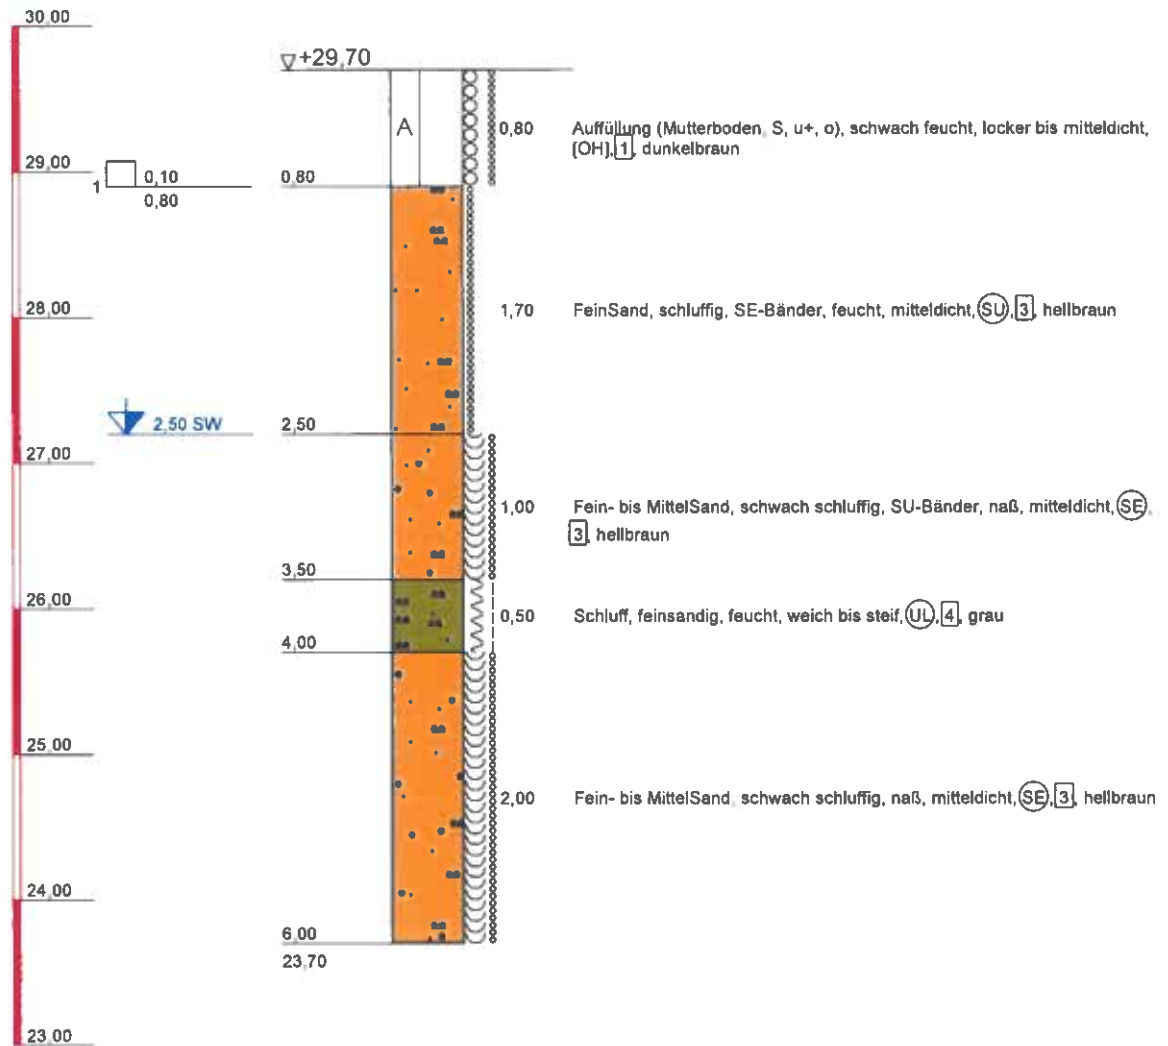 30,00
+29,70
A
0,80
Auffüllung (Mutterboden, S, u+, o), schwach feucht, locker bis mitteldicht,
[OH], 1, dunkelbraun
29,00
1
0,10
0,80
0,80
28,00
1,70
FeinSand, schluffig, SE-Bänder, feucht, mitteldicht, SU, 3, hellbraun
2,50 SW
2,50
27,00
1,00
Fein- bis MittelSand, schwach schluffig, SU-Bänder, naß, mitteldicht, SE,
3, hellbraun
3,50
26,00
0,50
Schluff, feinsandig, feucht, weich bis steif, UL, 4, grau
4,00
25,00
2,00
Fein- bis MittelSand, schwach schluffig, naß, mitteldicht, SE, 3, hellbraun
24,00
6,00
23,70
23,00